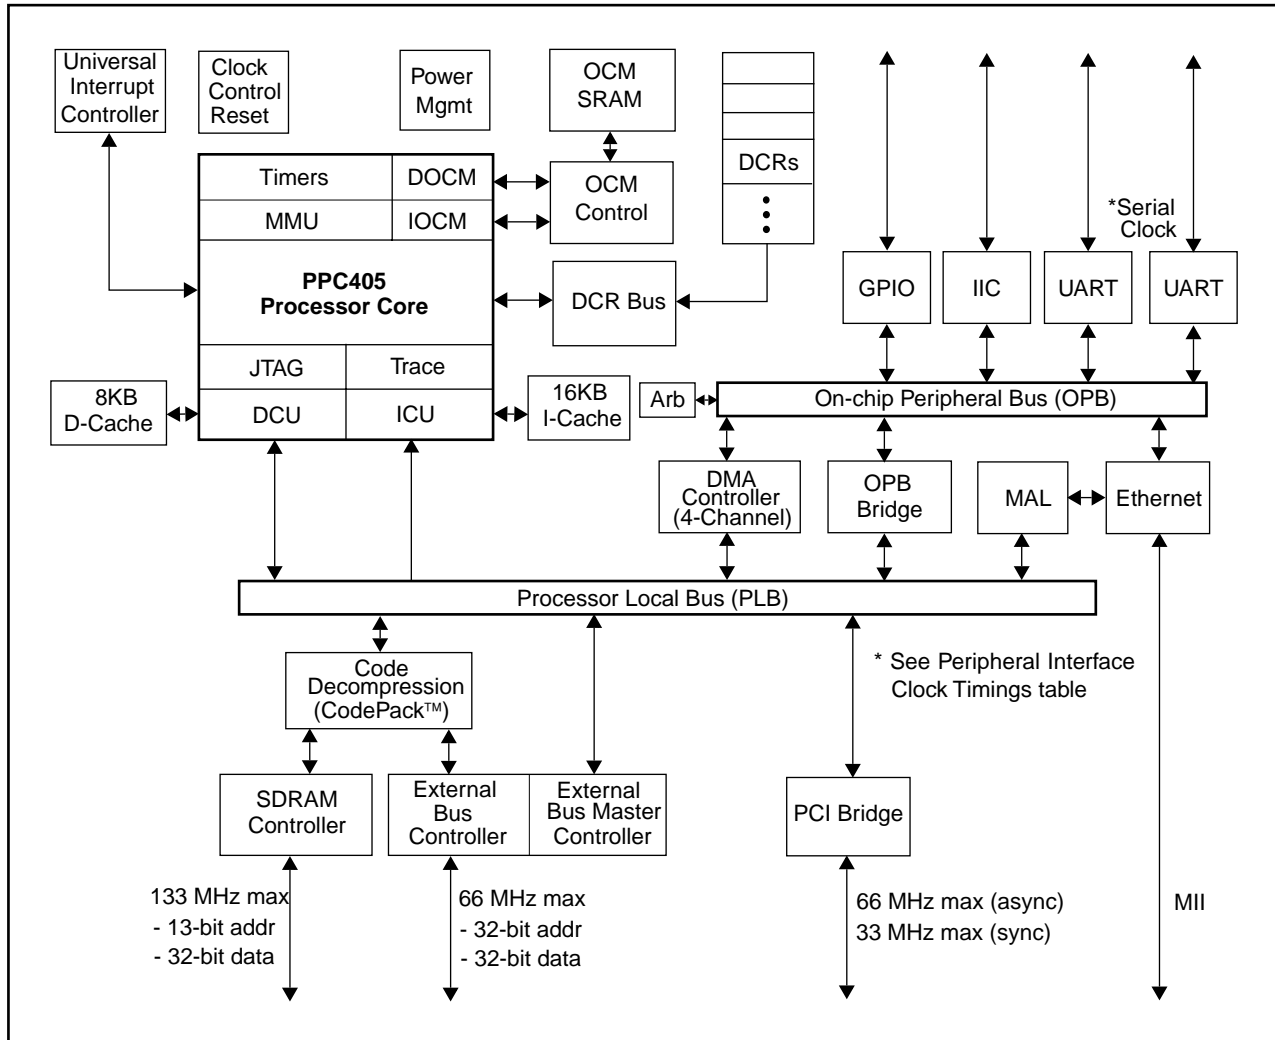 Universal
Interrupt
Controller
Clock
Control
Reset
Power
Mgmt
OCM
SRAM
DCRs
Timers
DOCM
MMU
IOCM
OCM
Control
*Serial
Clock
PPC405
Processor Core
DCR Bus
GPIO
IIC
UART
UART
JTAG
Trace
DCU
ICU
8KB
D-Cache
16KB
I-Cache
Arb
On-chip Peripheral Bus (OPB)
DMA
Controller
(4-Channel)
OPB
Bridge
MAL
Ethernet
Processor Local Bus (PLB)
Code
Decompression
(CodePack™)
* See Peripheral Interface
Clock Timings table
SDRAM
Controller
External
Bus
Controller
External
Bus Master
Controller
PCI Bridge
133 MHz max
- 13-bit addr
- 32-bit data
66 MHz max
- 32-bit addr
- 32-bit data
66 MHz max (async)
33 MHz max (sync)
MII